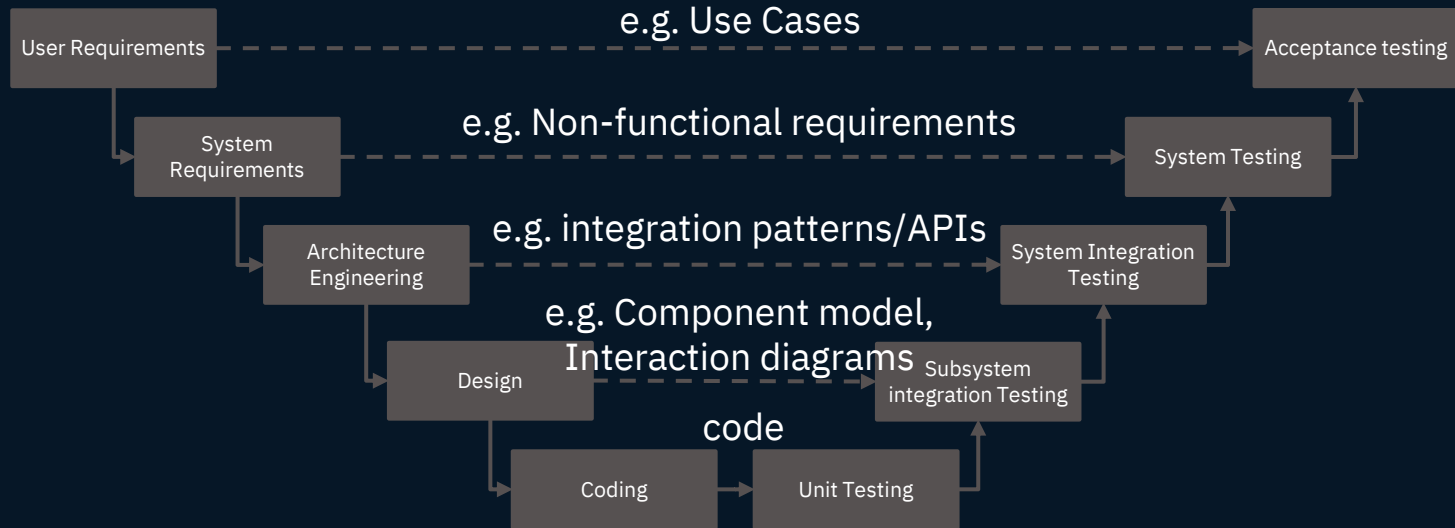 e.g. Use Cases
User Requirements
Acceptance testing
e.g. Non-functional requirements
System
Requirements
System Testing
e.g. integration patterns/APIs
Architecture
Engineering
System Integration
Testing
e.g. Component model,
Interaction diagrams
Design
Subsystem
integration Testing
code
Coding
Unit Testing